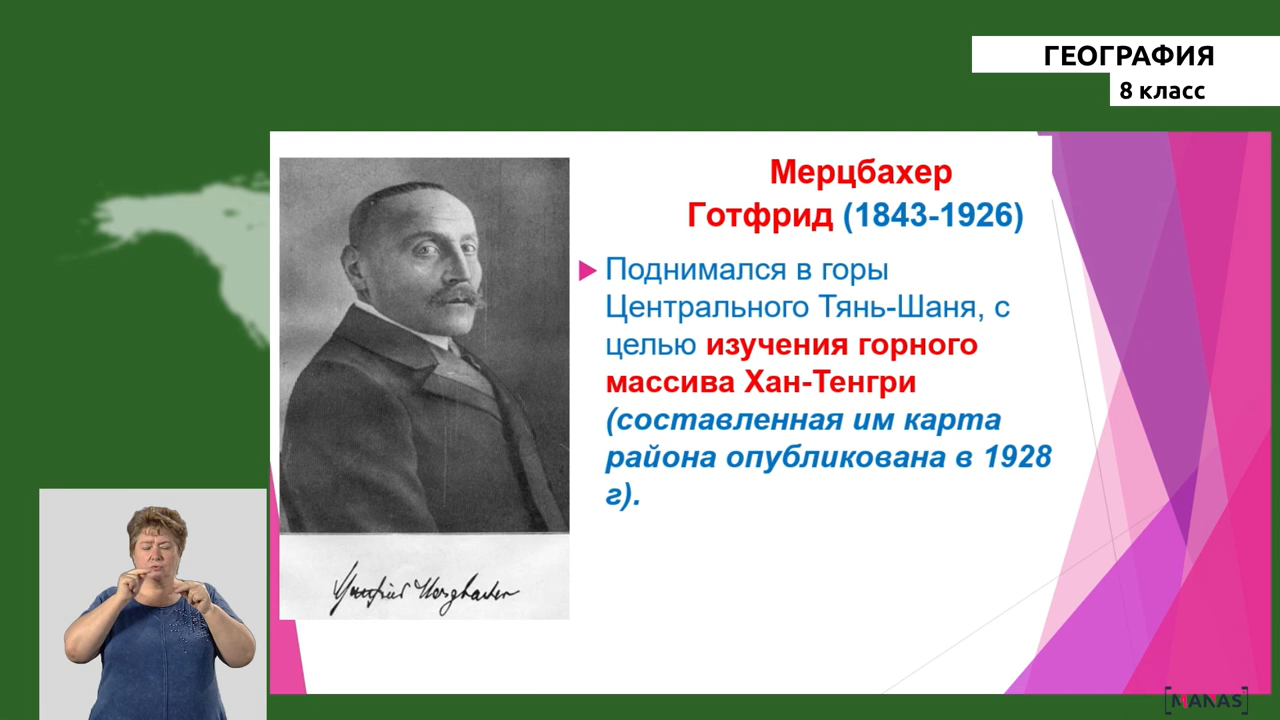 ГЕОГРАФИЯ
8 класс
Мерцбахер
Готфрид (1843-1926)
Поднимался в горы
Центрального Тянь-Шаня, с
целью изучения горного
массива Хан-Тенгри
(составленная им карта
района опубликована в 1928
г).
[MANAS]